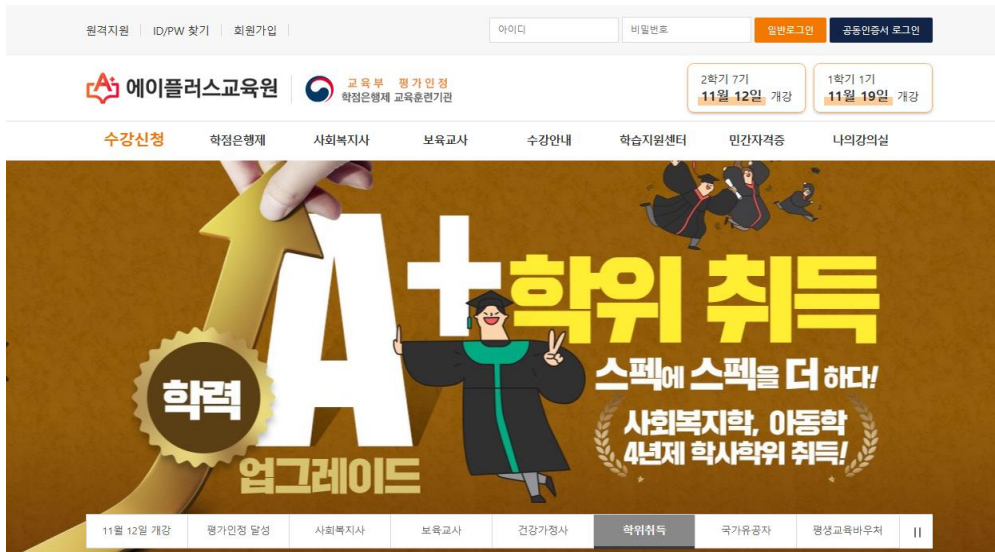 원격지원 ID/PW 찾기 회원가입 아이디 비밀번호 일반로그인 공동인증서 로그인
A+ 에이플러스교육원
교육부 평가인정
학점은행제 교육훈련기관
2학기 7기
11월 12일 개강
1학기 1기
11월 19일 개강
수강신청 학점은행제 사회복지사 보육교사 수강안내 학습지원센터 민간자격증 나의강의실
A+ 학위 취득
스펙에 스펙을 더 하다!
사회복지학, 아동학
4년제 학사학위 취득!
학력
업그레이드
11월 12일 개강 평가인정 달성 사회복지사 보육교사 건강가정사 학위취득 국가유공자 평생교육바우처